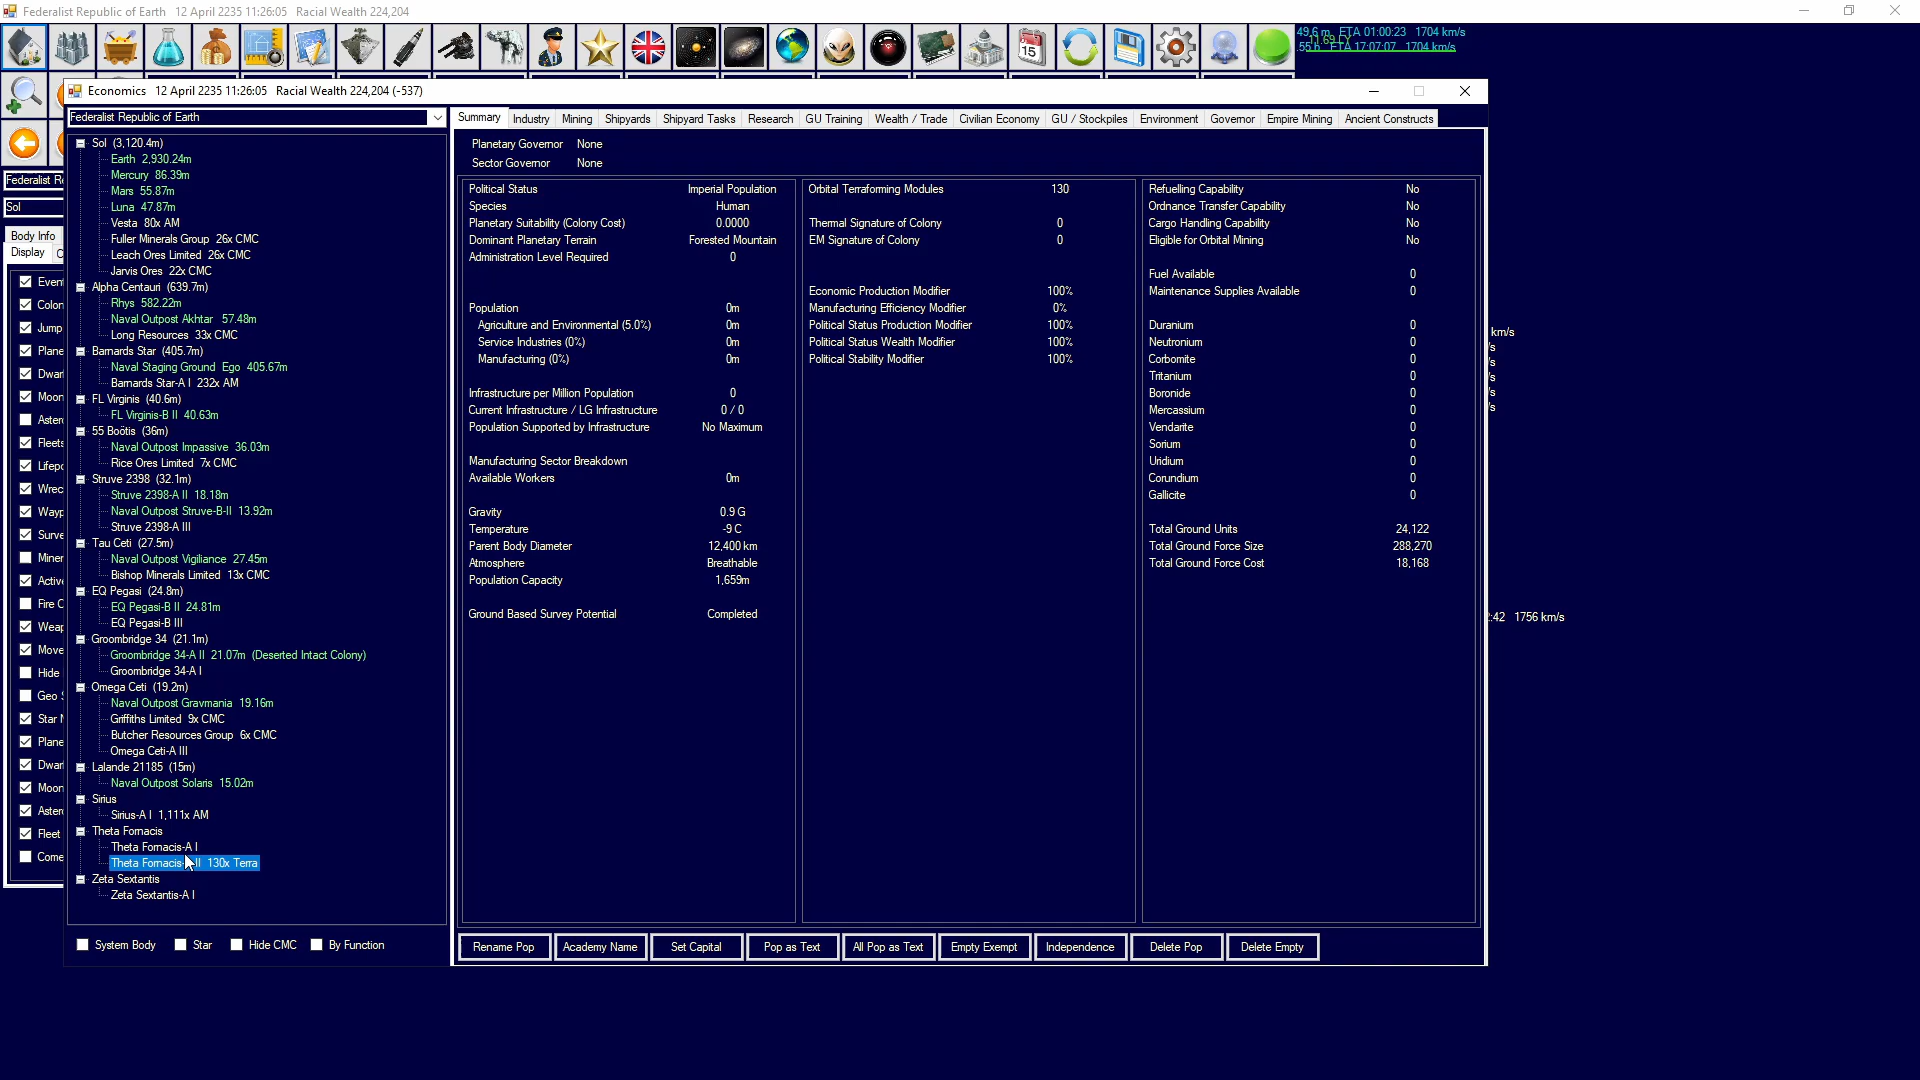 Federalist Republic of Earth 12 April 2235 11:26:05 Racial Wealth 224,204
49.6 m ETA 01:00:23 1704 km/s
11.69 LY
.55 b ETA 17:07:07 1704 km/s
15
Economics 12 April 2235 11:26:05 Racial Wealth 224,204 (-537)
Federalist Republic of Earth
Summary Industry Mining Shipyards Shipyard Tasks Research GU Training Wealth / Trade Civilian Economy GU / Stockpiles Environment Governor Empire Mining Ancient Constructs
Planetary Governor None
Sector Governor None
Federalist Re
Sol
Body Info
Display
Event
Colon
Jump
Plane
Dwar
Moon
Aster
Fleets
Lifep
Wrec
Wayp
Surve
Miner
Activ
Fire C
Weap
Move
Hide
Geo S
Star N
Plane
Dwar
Moon
Aster
Fleet
Come
Sol (3,120.4m)
Earth 2,930.24m
Mercury 86.39m
Mars 55.87m
Luna 47.87m
Vesta 80x AM
Fuller Minerals Group 26x CMC
Leach Ores Limited 26x CMC
Jarvis Ores 22x CMC
Alpha Centauri (639.7m)
Rhys 582.22m
Naval Outpost Akhtar 57.48m
Long Resources 33x CMC
Barnards Star (405.7m)
Naval Staging Ground Ego 405.67m
Barnards Star-A I 232x AM
FL Virginis (40.6m)
FL Virginis-B II 40.63m
55 Boötis (36m)
Naval Outpost Impassive 36.03m
Rice Ores Limited 7x CMC
Struve 2398 (32.1m)
Struve 2398-A II 18.18m
Naval Outpost Struve-B-II 13.92m
Struve 2398-A III
Tau Ceti (27.5m)
Naval Outpost Vigiliance 27.45m
Bishop Minerals Limited 13x CMC
EQ Pegasi (24.8m)
EQ Pegasi-B II 24.81m
EQ Pegasi-B III
Groombridge 34 (21.1m)
Groombridge 34-A II 21.07m (Deserted Intact Colony)
Groombridge 34-A I
Omega Ceti (19.2m)
Naval Outpost Gravmania 19.16m
Griffiths Limited 9x CMC
Butcher Resources Group 6x CMC
Omega Ceti-A III
Lalande 21185 (15m)
Naval Outpost Solaris 15.02m
Sirius
Sirius-A I 1,111x AM
Theta Fornacis
Theta Fornacis-A I
Theta Fornacis- II 130x Terra
Zeta Sextantis
Zeta Sextantis-A I
System Body Star Hide CMC By Function
Political Status Imperial Population
Species Human
Planetary Suitability (Colony Cost) 0.0000
Dominant Planetary Terrain Forested Mountain
Administration Level Required 0
Population 0m
Agriculture and Environmental (5.0%) 0m
Service Industries (0%) 0m
Manufacturing (0%) 0m
Infrastructure per Million Population 0
Current Infrastructure / LG Infrastructure 0 / 0
Population Supported by Infrastructure No Maximum
Manufacturing Sector Breakdown
Available Workers 0m
Gravity 0.9 G
Temperature -9 C
Parent Body Diameter 12,400 km
Atmosphere Breathable
Population Capacity 1,659m
Ground Based Survey Potential Completed
Orbital Terraforming Modules 130
Thermal Signature of Colony 0
EM Signature of Colony 0
Economic Production Modifier 100%
Manufacturing Efficiency Modifier 0%
Political Status Production Modifier 100%
Political Status Wealth Modifier 100%
Political Stability Modifier 100%
Refuelling Capability No
Ordnance Transfer Capability No
Cargo Handling Capability No
Eligible for Orbital Mining No
Fuel Available 0
Maintenance Supplies Available 0
Duranium 0
Neutronium 0
Corbomite 0
Tritanium 0
Boronide 0
Mercassium 0
Vendarite 0
Sorium 0
Uridium 0
Corundium 0
Gallicite 0
Total Ground Units 24,122
Total Ground Force Size 288,270
Total Ground Force Cost 18,168
Rename Pop Academy Name Set Capital Pop as Text All Pop as Text Empty Exempt Independence Delete Pop Delete Empty
km/s
:42 1756 km/s